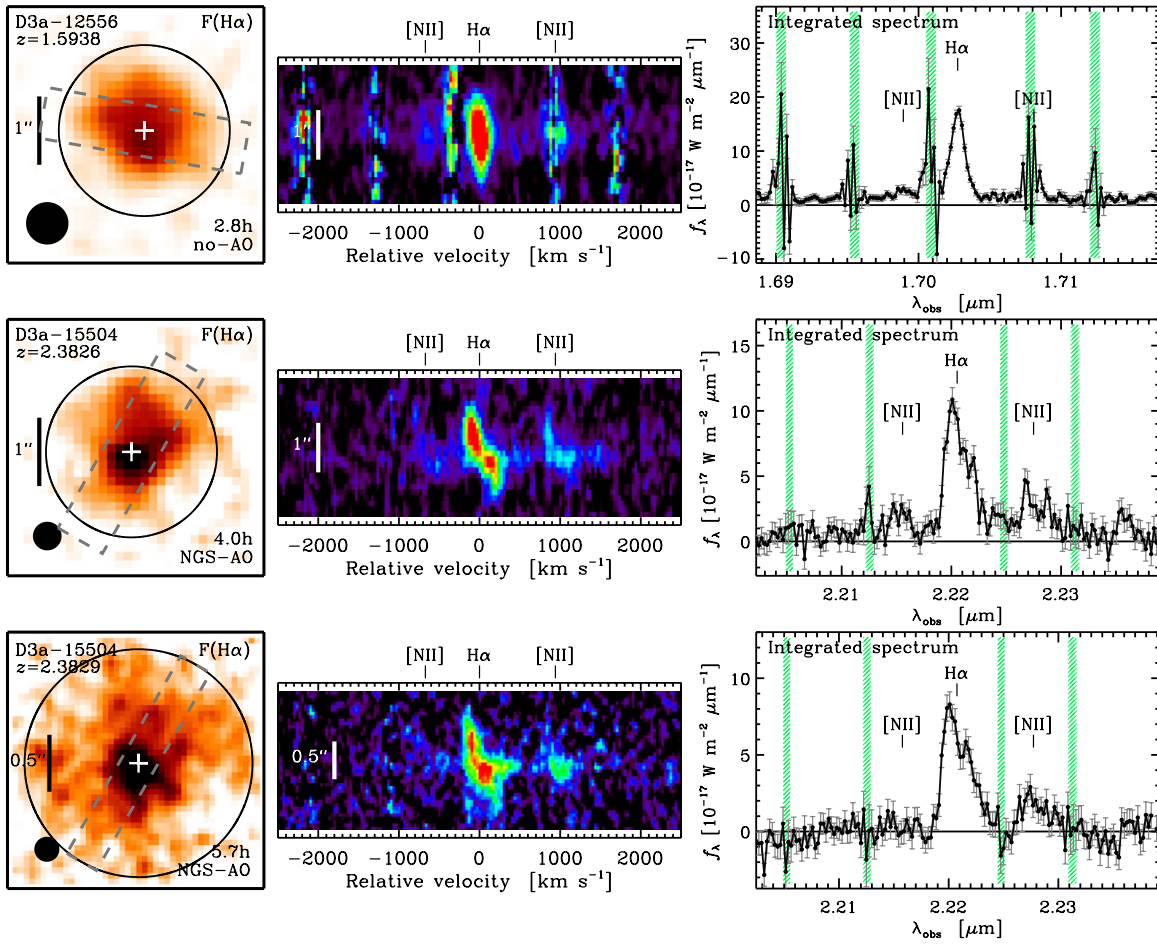 D3a-12556 F(Hα)
z=1.5938
1″
2.8h
no-AO
[NII] Hα [NII]
1″
-2000 -1000 0 1000 2000
Relative velocity [km s⁻¹]
Integrated spectrum
Hα
[NII] [NII]
30
20
10
0
-10
fλ [10⁻¹⁷ W m⁻² μm⁻¹]
1.69 1.70 1.71
λobs [μm]
D3a-15504 F(Hα)
z=2.3826
1″
4.0h
NGS-AO
[NII] Hα [NII]
1″
-2000 -1000 0 1000 2000
Relative velocity [km s⁻¹]
Integrated spectrum
Hα
[NII] [NII]
15
10
5
0
fλ [10⁻¹⁷ W m⁻² μm⁻¹]
2.21 2.22 2.23
λobs [μm]
D3a-15504 F(Hα)
z=2.3829
0.5″
5.7h
NGS-AO
[NII] Hα [NII]
0.5″
-2000 -1000 0 1000 2000
Relative velocity [km s⁻¹]
Integrated spectrum
Hα
[NII] [NII]
10
5
0
fλ [10⁻¹⁷ W m⁻² μm⁻¹]
2.21 2.22 2.23
λobs [μm]